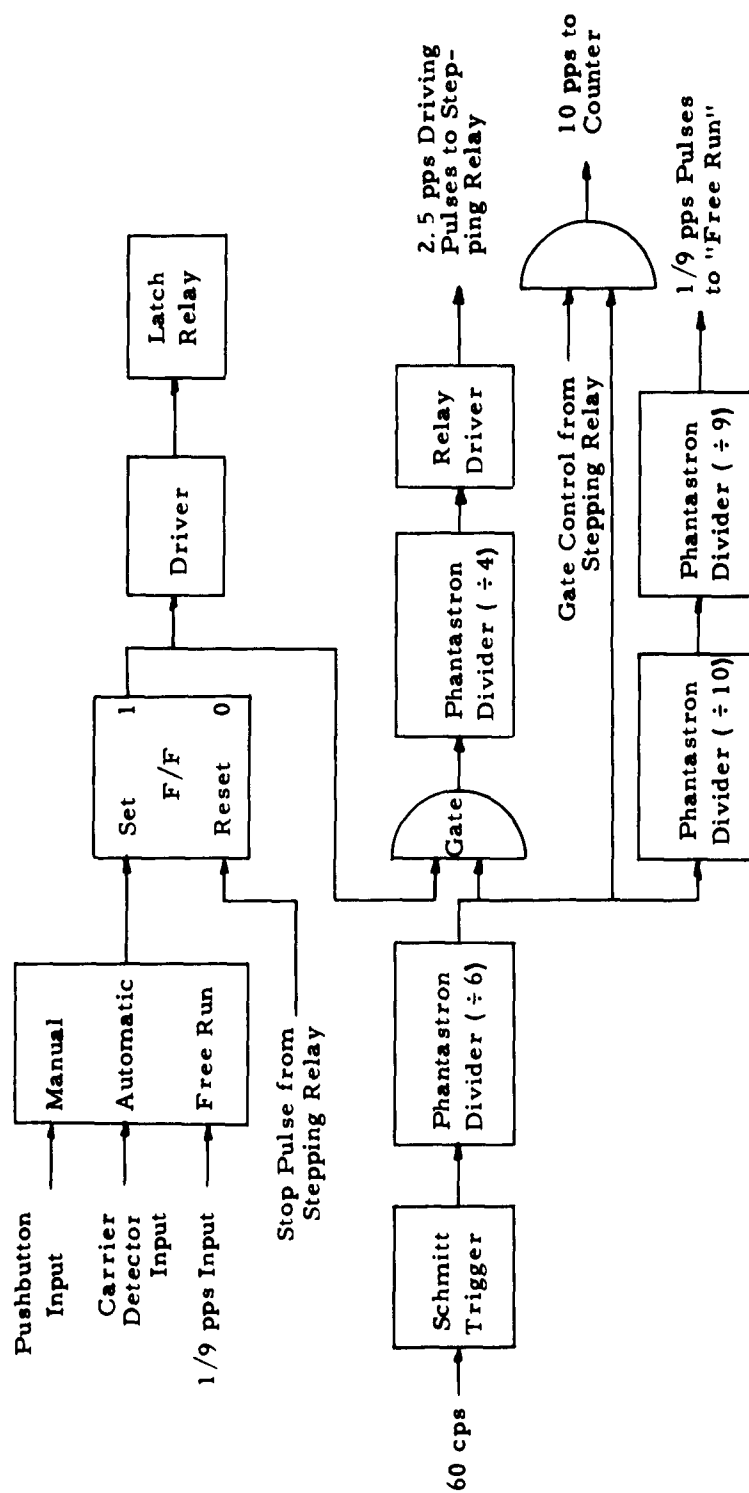 Pushbutton
Input
Carrier
Detector
Input
1/9 pps Input
Manual
Automatic
Free Run
Stop Pulse from
Stepping Relay
Set
1
F/F
Reset
0
Driver
Latch
Relay
60 cps
Schmitt
Trigger
Phantastron
Divider (÷6)
Gate
Phantastron
Divider (÷4)
Relay
Driver
2.5 pps Driving
Pulses to Step-
ping Relay
Gate Control from
Stepping Relay
10 pps to
Counter
Phantastron
Divider (÷10)
Phantastron
Divider (÷9)
1/9 pps Pulses
to "Free Run"